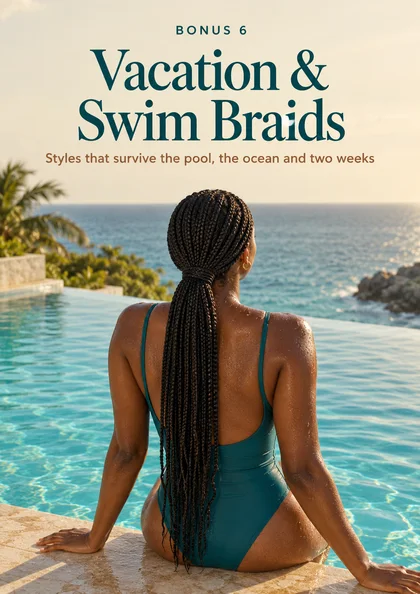 BONUS 6
Vacation &
Swim Braids
Styles that survive the pool, the ocean and two weeks